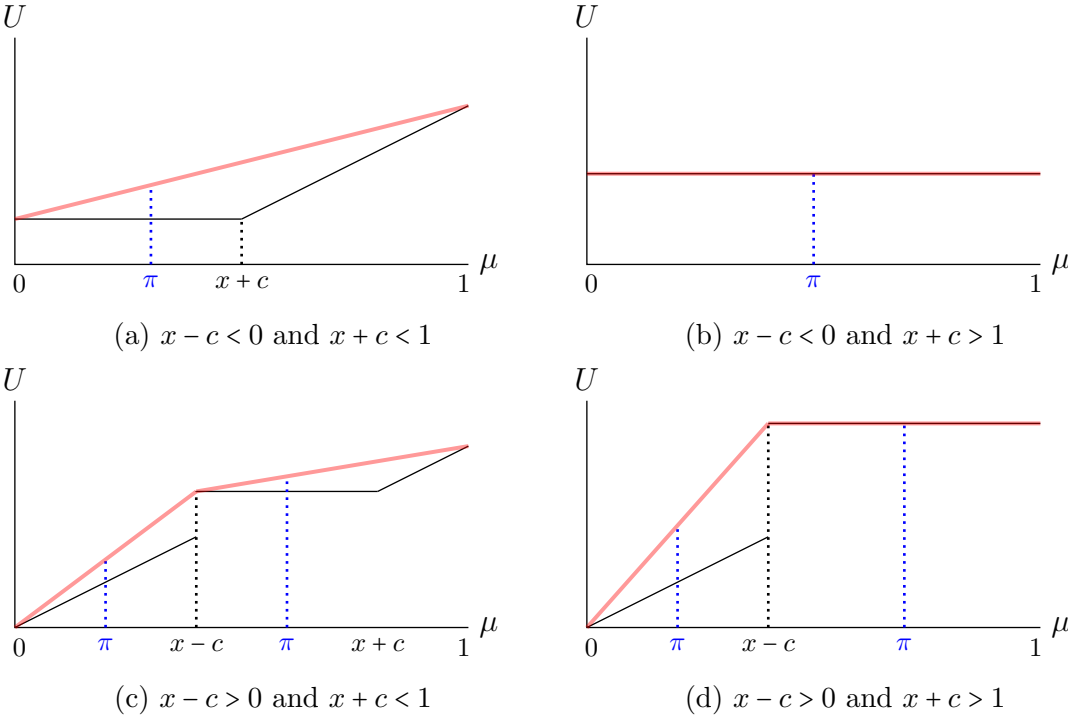 U
μ
0
π
x + c
1
(a) x − c < 0 and x + c < 1
U
μ
0
π
1
(b) x − c < 0 and x + c > 1
U
μ
0
π
x − c
π
x + c
1
(c) x − c > 0 and x + c < 1
U
μ
0
π
x − c
π
1
(d) x − c > 0 and x + c > 1